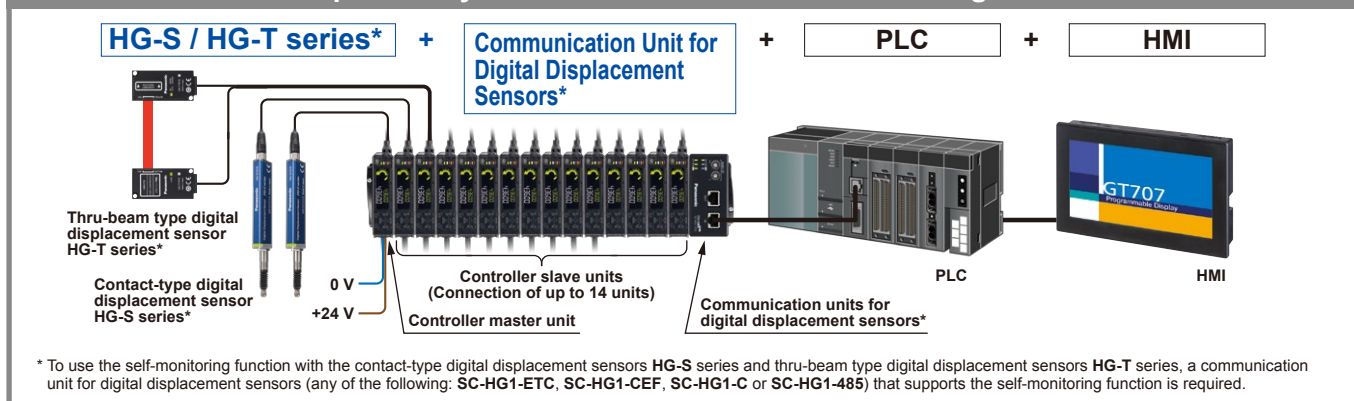 HG-S / HG-T series* + Communication Unit for + PLC + HMI
Digital Displacement
Sensors*
GT707
Programmable Display
Thru-beam type digital
displacement sensor
HG-T series*
Contact-type digital
displacement sensor
HG-S series*
0 V
+24 V
Controller slave units
(Connection of up to 14 units)
Controller master unit
Communication units for
digital displacement sensors*
PLC
HMI
* To use the self-monitoring function with the contact-type digital displacement sensors HG-S series and thru-beam type digital displacement sensors HG-T series, a communication
unit for digital displacement sensors (any of the following: SC-HG1-ETC, SC-HG1-CEF, SC-HG1-C or SC-HG1-485) that supports the self-monitoring function is required.